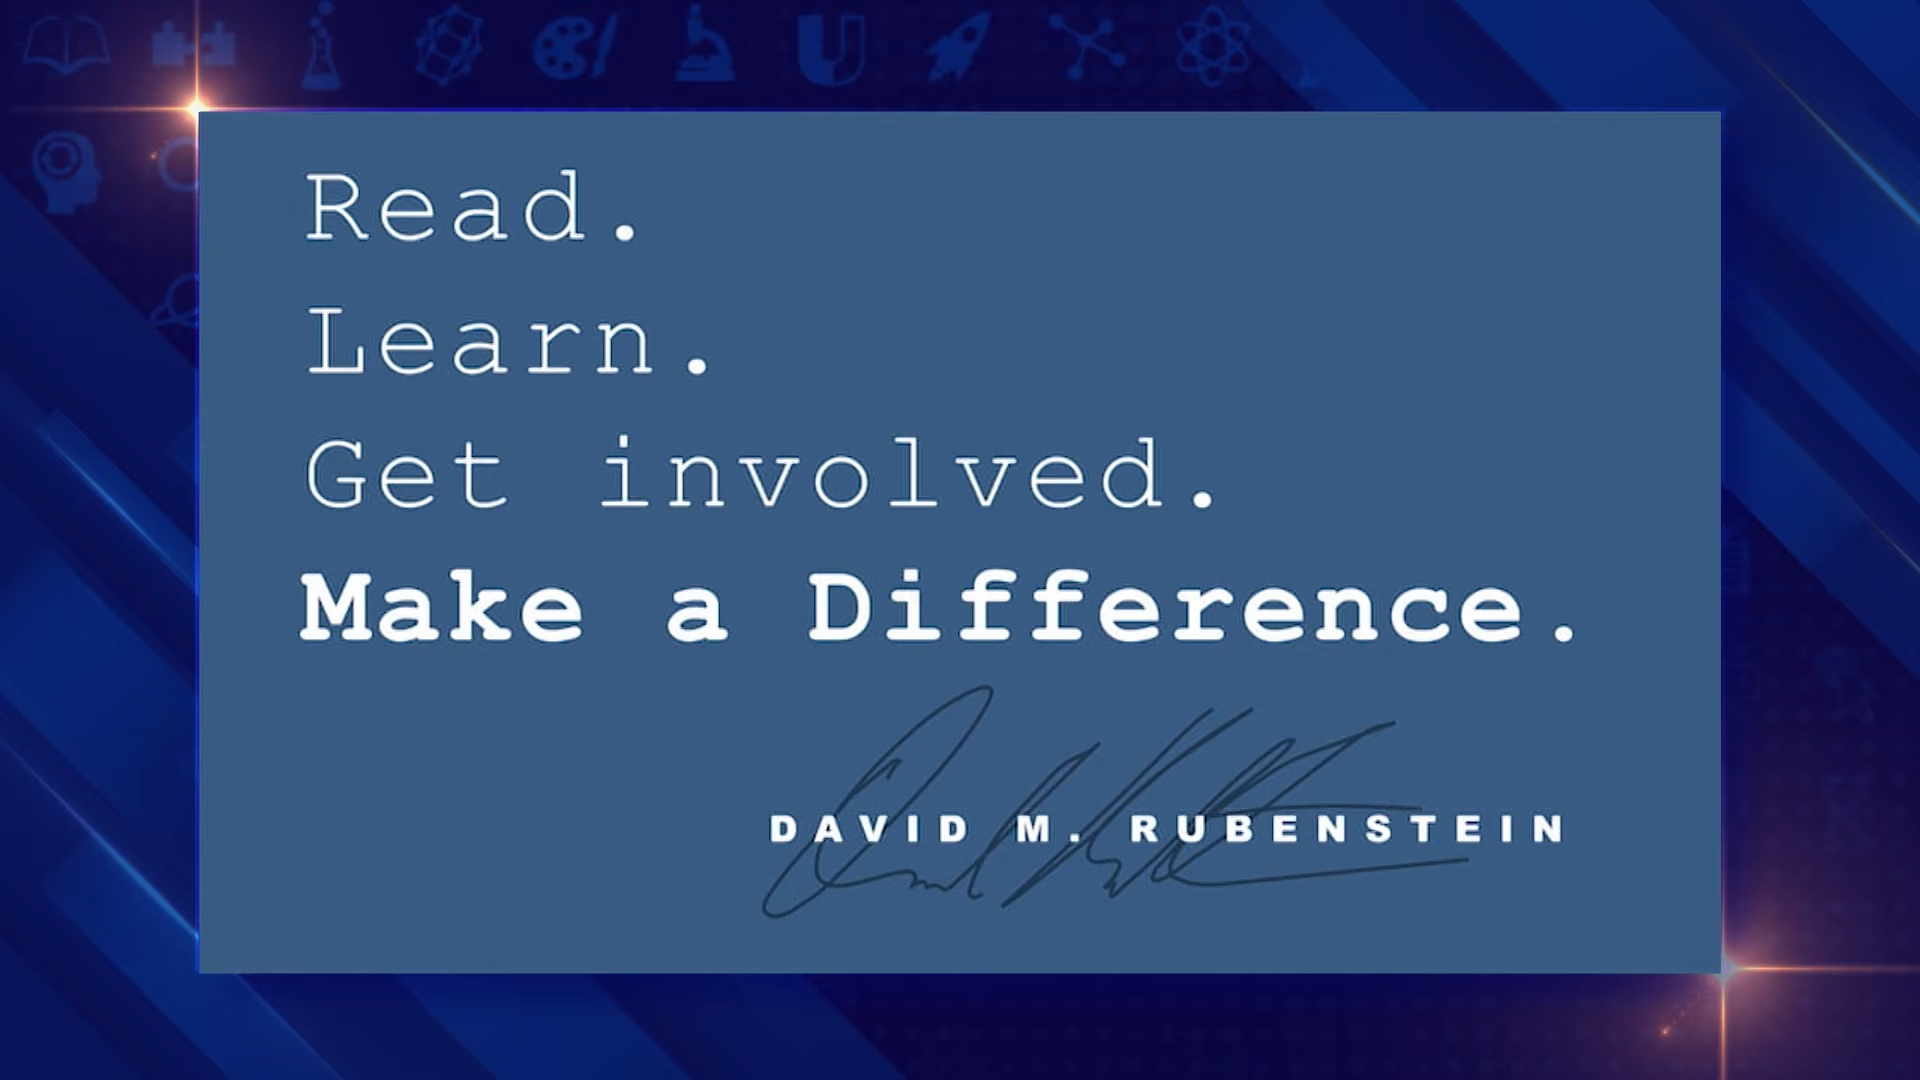 Read.
Learn.
Get involved.
Make a Difference.
DAVID M. RUBENSTEIN